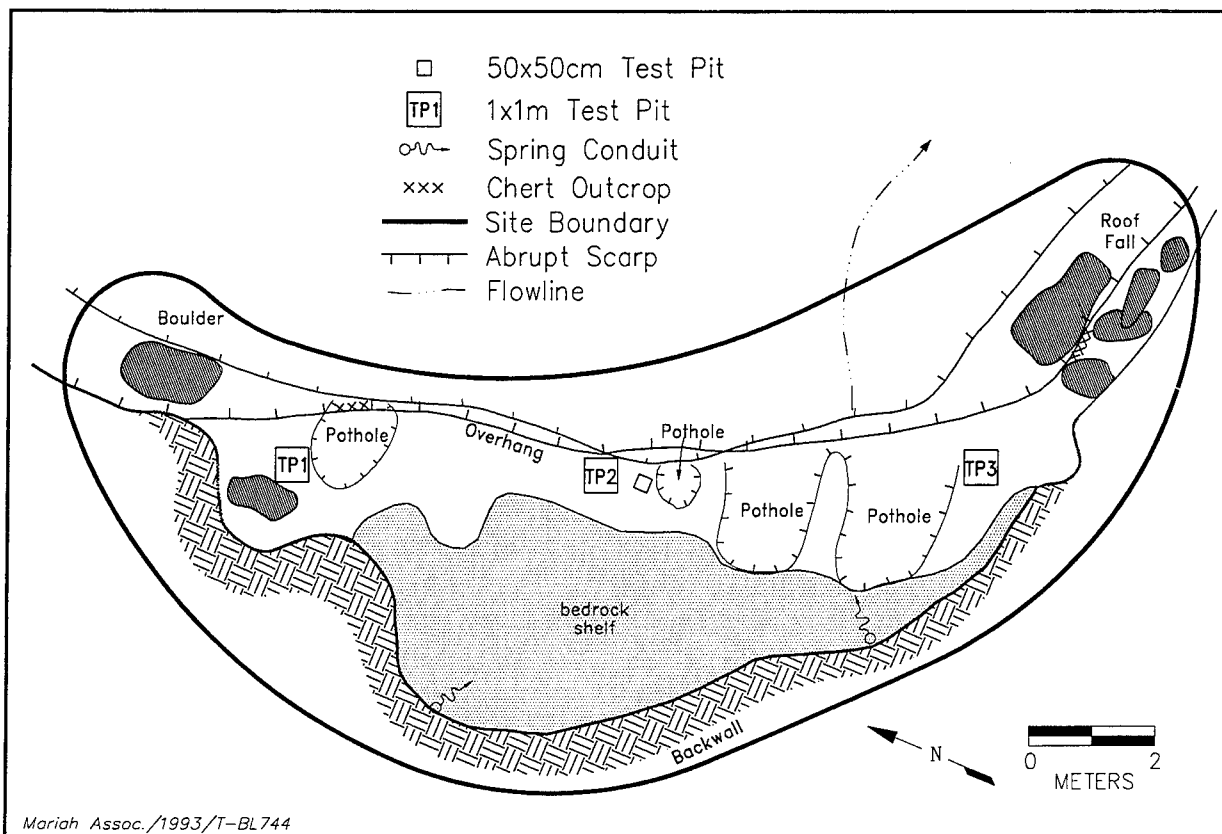 50x50cm Test Pit
TP1 1x1m Test Pit
Spring Conduit
xxx Chert Outcrop
Site Boundary
Abrupt Scarp
Flowline
Roof
Fall
Boulder
Overhang
Pothole
Pothole
TP1
TP2
TP3
Pothole
Pothole
bedrock
shelf
Backwall
N
0 2
METERS
Mariah Assoc./1993/T-BL744